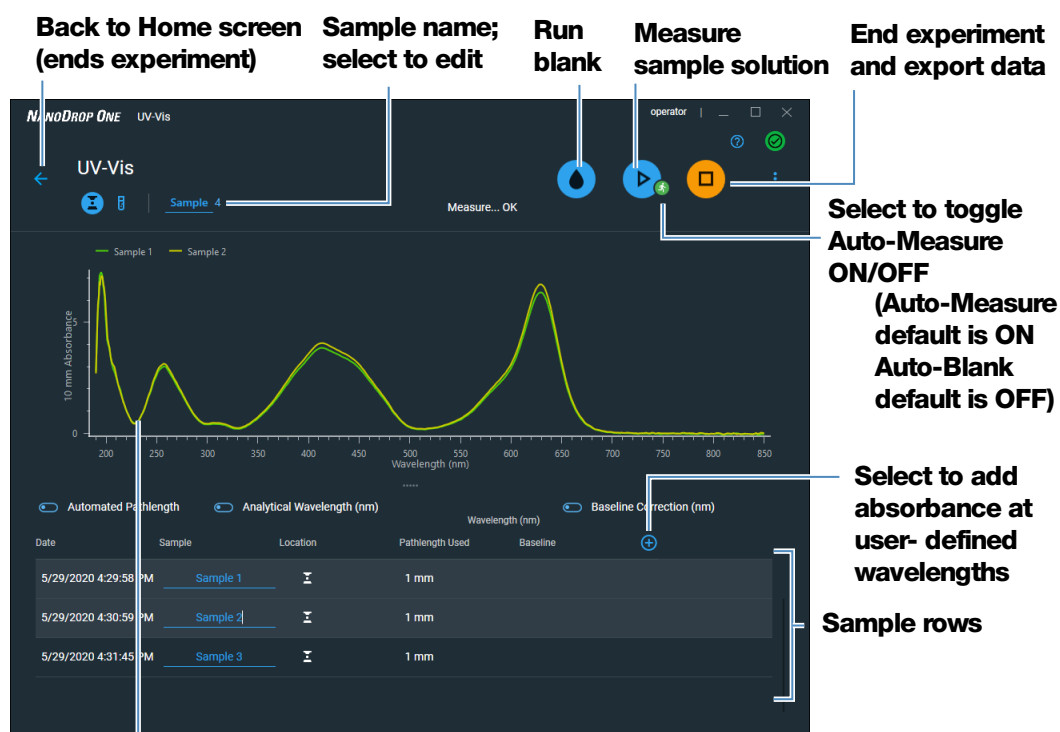 Back to Home screen
(ends experiment)
Sample name;
select to edit
Run
blank
Measure
sample solution
End experiment
and export data
NANODROP ONE UV-Vis
operator |
UV-Vis
Sample 4
Measure... OK
Select to toggle
Auto-Measure
ON/OFF
(Auto-Measure
default is ON
Auto-Blank
default is OFF)
Sample 1 Sample 2
10 mm Absorbance
5
0
200 250 300 350 400 450 500 550 600 650 700 750 800 850
Wavelength (nm)
Select to add
absorbance at
user- defined
wavelengths
Automated Pathlength Analytical Wavelength (nm) Baseline Correction (nm)
Wavelength (nm)
Date Sample Location Pathlength Used Baseline
5/29/2020 4:29:58 PM Sample 1 1 mm
5/29/2020 4:30:59 PM Sample 2 1 mm
5/29/2020 4:31:45 PM Sample 3 1 mm
Sample rows